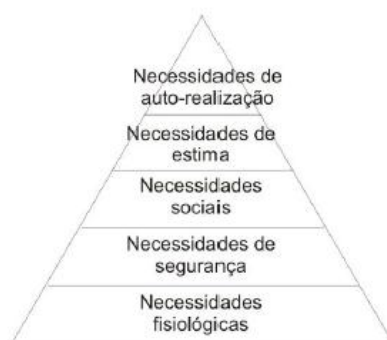 Necessidades de
auto-realização
Necessidades de
estima
Necessidades
sociais
Necessidades de
segurança
Necessidades
fisiológicas